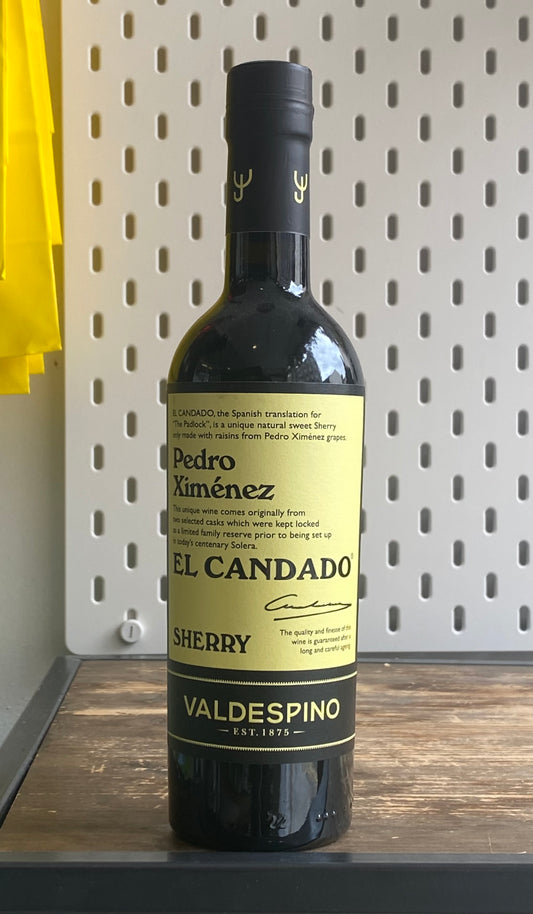 EL CANDADO, the Spanish translation for
"The Padlock", is a unique natural sweet Sherry
only made with raisins from Pedro Ximénez grapes.
Pedro
Ximénez
This unique wine comes originally from
two selected casks which were kept locked
as a limited family reserve prior to being set up
in today's centenary Solera.
EL CANDADO®
SHERRY
The quality and finesse of this
wine is guaranteed after a
long and careful ageing
VALDESPINO
— EST. 1875 —